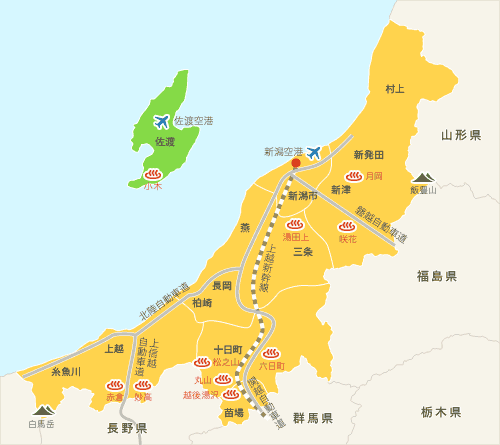 村上
佐渡空港
佐渡
山形県
新潟空港
新発田
月岡
飯豊山
小木
新潟市
新津
磐越自動車道
燕
湯田上
咲花
三条
上越新幹線
福島県
長岡
北陸自動車道
柏崎
上越
上信越
自動車道
十日町
松之山
六日町
糸魚川
丸山
赤倉
妙高
越後湯沢
関越自動車道
苗場
白馬岳
長野県
群馬県
栃木県